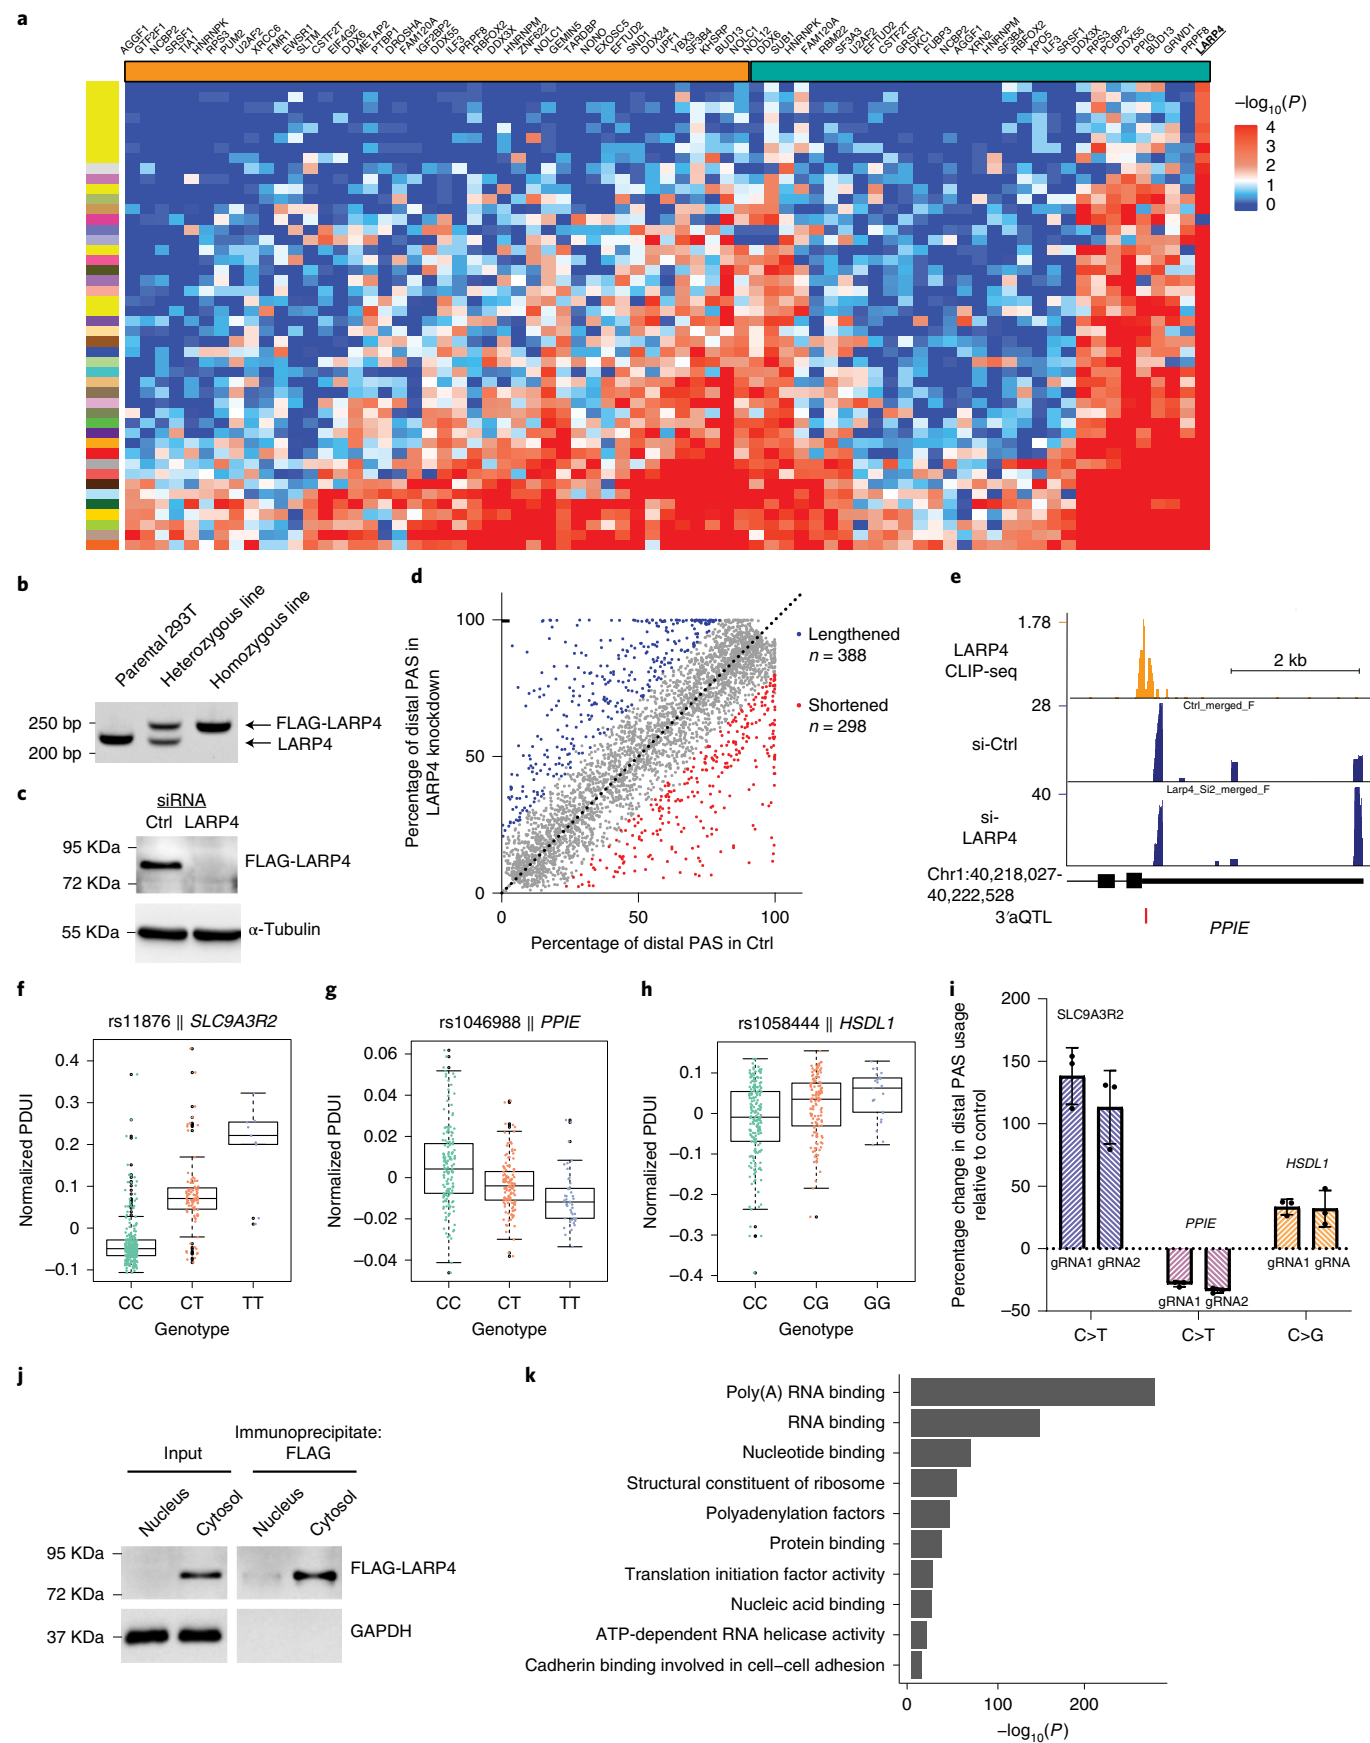 a
AGGF1 GTF2F1 NCBP2 SRSF1 TIA1 HNRNPK RPS3 PUM2 U2AF2 XRCC6 FMR1 EWSR1 SLTM CSTF2T EIF4G2 DDX6 METAP2 PTBP1 DROSHA FAM120A IGF2BP2 DDX55 ILF3 PRPF8 RBFOX2 DDX3X HNRNPM ZNF622 NOLC1 GEMIN5 TARDBP NONO EXOSC5 EFTUD2 SND1 DDX24 UPF1 YBX3 SF3B4 KHSRP BUD13 NOLC1 NOL12 DDX6 SUB1 HNRNPK FAM120A RBM22 SF3A3 U2AF2 EFTUD2 CSTF2T GRSF1 DKC1 FUBP3 NCBP2 AGGF1 XRN2 HNRNPM SF3B4 RBFOX2 XPO5 ILF3 SRSF1 DDX3X RPS3 PCBP2 DDX55 PPIG BUD13 GRWD1 PRPF8 LARP4
–log10(P)
4
3
2
1
0
b
Parental 293T
Heterozygous line
Homozygous line
250 bp
200 bp
FLAG-LARP4
LARP4
c
siRNA
Ctrl LARP4
95 KDa
72 KDa
55 KDa
FLAG-LARP4
α-Tubulin
d
Percentage of distal PAS in
LARP4 knockdown
100
50
0
0 50 100
Percentage of distal PAS in Ctrl
Lengthened
n = 388
Shortened
n = 298
e
1.78
LARP4
CLIP-seq
2 kb
28
Ctrl_merged_F
si-Ctrl
40
Larp4_Si2_merged_F
si-
LARP4
Chr1:40,218,027-
40,222,528
3′aQTL
PPIE
f
rs11876 || SLC9A3R2
Normalized PDUI
0.4
0.3
0.2
0.1
0
–0.1
CC CT TT
Genotype
g
rs1046988 || PPIE
Normalized PDUI
0.06
0.04
0.02
0
–0.02
–0.04
CC CT TT
Genotype
h
rs1058444 || HSDL1
Normalized PDUI
0.1
0
–0.1
–0.2
–0.3
–0.4
CC CG GG
Genotype
i
Percentage change in distal PAS usage
relative to control
200
150
100
50
0
–50
SLC9A3R2
PPIE
HSDL1
gRNA1 gRNA2
gRNA1 gRNA2
gRNA1 gRNA
C>T C>T C>G
j
Immunoprecipitate:
Input FLAG
Nucleus Cytosol Nucleus Cytosol
95 KDa
72 KDa
37 KDa
FLAG-LARP4
GAPDH
k
Poly(A) RNA binding
RNA binding
Nucleotide binding
Structural constituent of ribosome
Polyadenylation factors
Protein binding
Translation initiation factor activity
Nucleic acid binding
ATP-dependent RNA helicase activity
Cadherin binding involved in cell–cell adhesion
0 100 200
–log10(P)